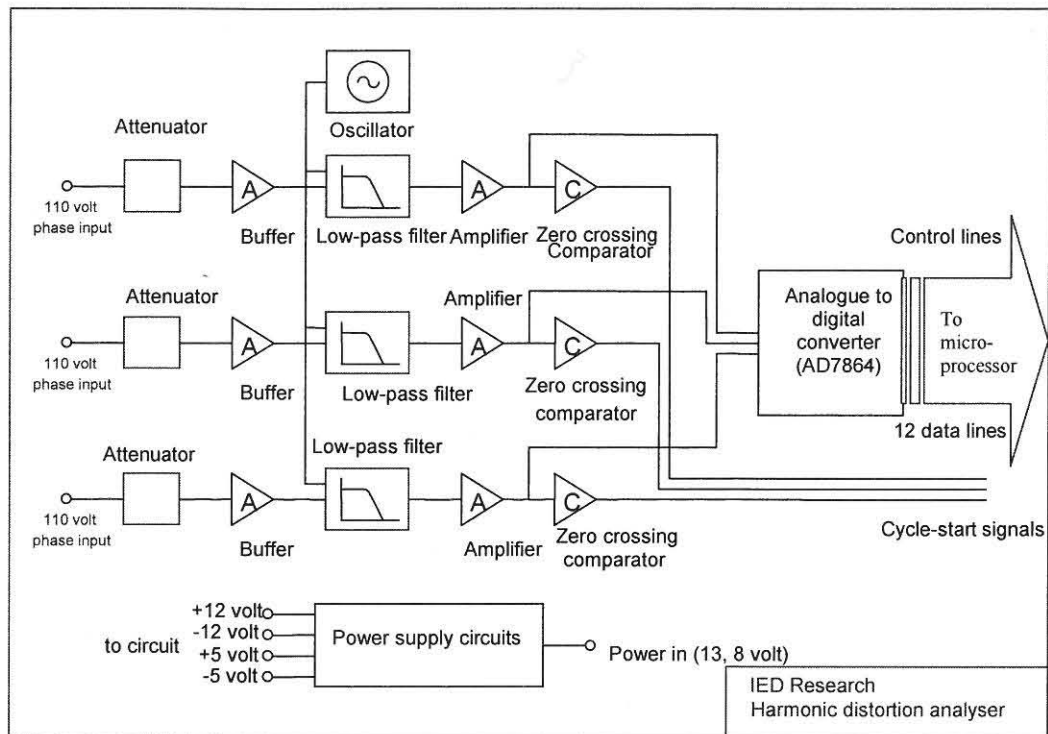 Oscillator
Attenuator
A
A
C
110 volt
phase input
Buffer
Low-pass filter
Amplifier
Zero crossing
Comparator
Control lines
Attenuator
Amplifier
A
A
C
110 volt
phase input
Buffer
Low-pass filter
Zero crossing
comparator
Analogue to
digital
converter
(AD7864)
To
micro-
processor
12 data lines
Attenuator
Low-pass filter
A
A
C
110 volt
phase input
Buffer
Amplifier
Zero crossing
comparator
Cycle-start signals
to circuit
+12 volt
-12 volt
+5 volt
-5 volt
Power supply circuits
Power in (13, 8 volt)
IED Research
Harmonic distortion analyser